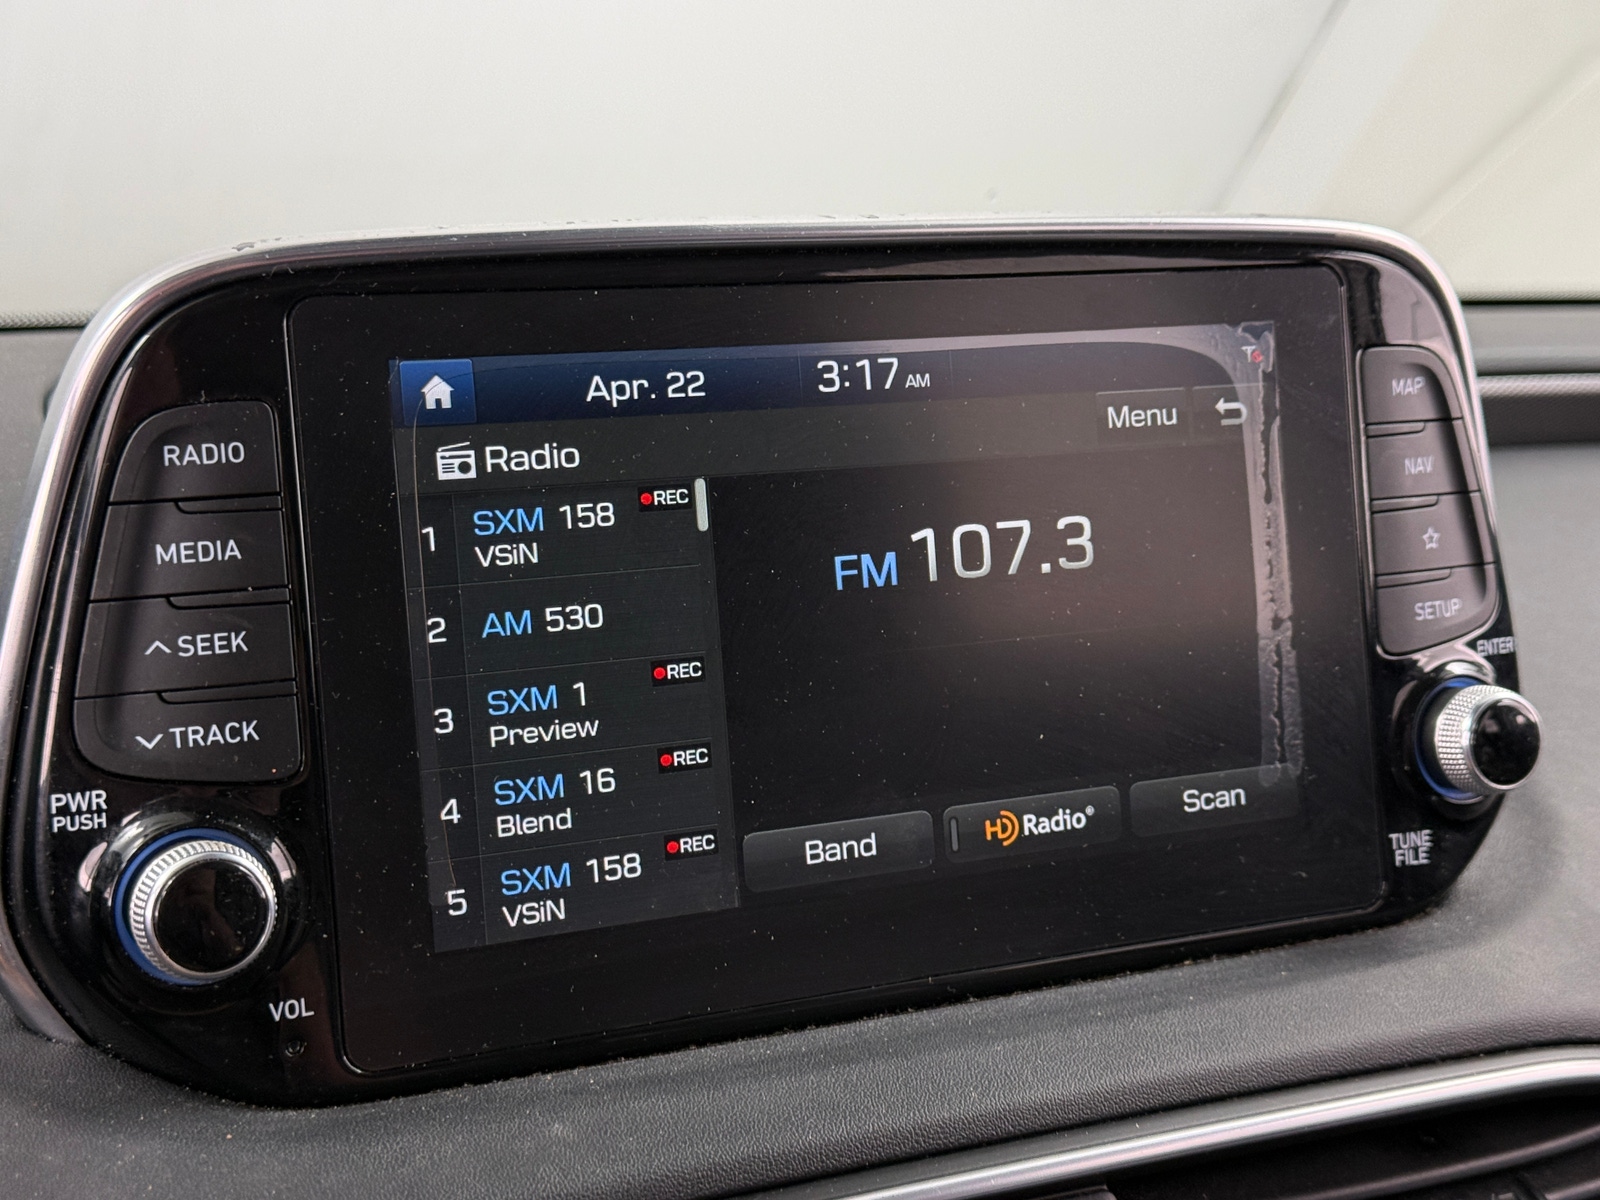 Apr. 22
3:17 AM
Menu
Radio
1 SXM 158 REC
VSiN
2 AM 530
3 SXM 1 REC
Preview
4 SXM 16 REC
Blend
5 SXM 158 REC
VSiN
FM 107.3
Band
HD Radio®
Scan
RADIO
MEDIA
SEEK
TRACK
PWR
PUSH
VOL
MAP
NAV
SETUP
ENTER
TUNE
FILE